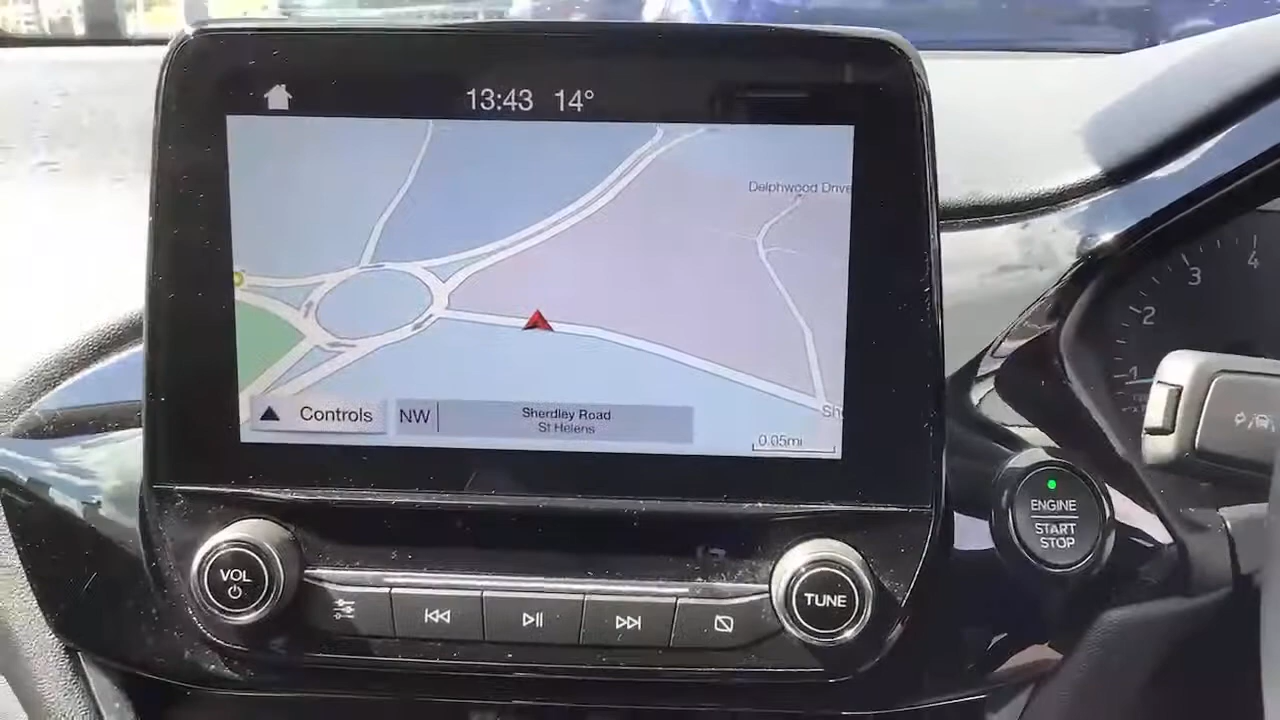 13:43 14°
Delphwood Drive
Sh
Controls
NW
Sherdley Road
St Helens
0.05mi
VOL
TUNE
ENGINE
START
STOP
1
2
3
4